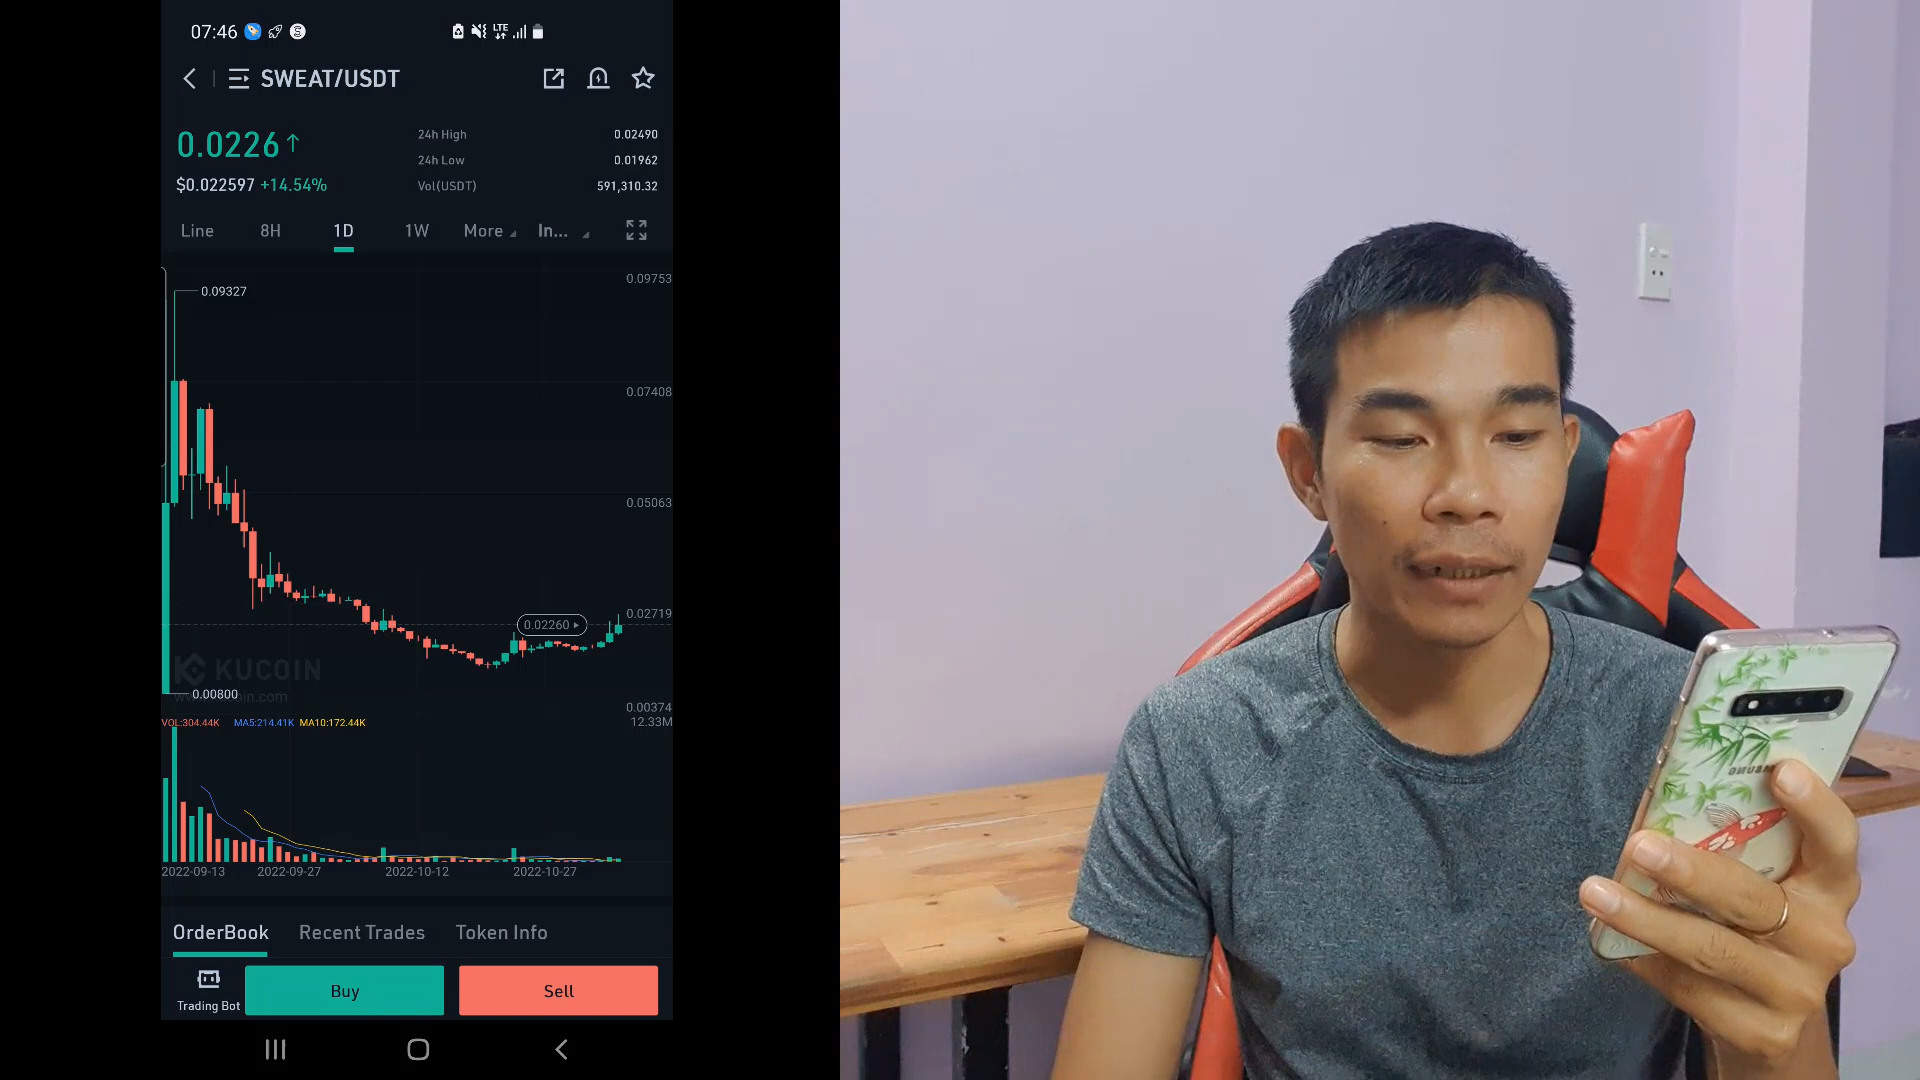 07:46
LTE
SWEAT/USDT
0.0226↑
24h High 0.02490
24h Low 0.01962
$0.022597 +14.54%
Vol(USDT) 591,310.32
Line 8H 1D 1W More In...
0.09753
0.09327
0.07408
0.05063
0.02719
0.02260
KUCOIN
0.00800
0.00374
VOL:304.44K MA5:214.41K MA10:172.44K
12.33M
2022-09-13 2022-09-27 2022-10-12 2022-10-27
OrderBook Recent Trades Token Info
Trading Bot
Buy
Sell
SAMSUNG